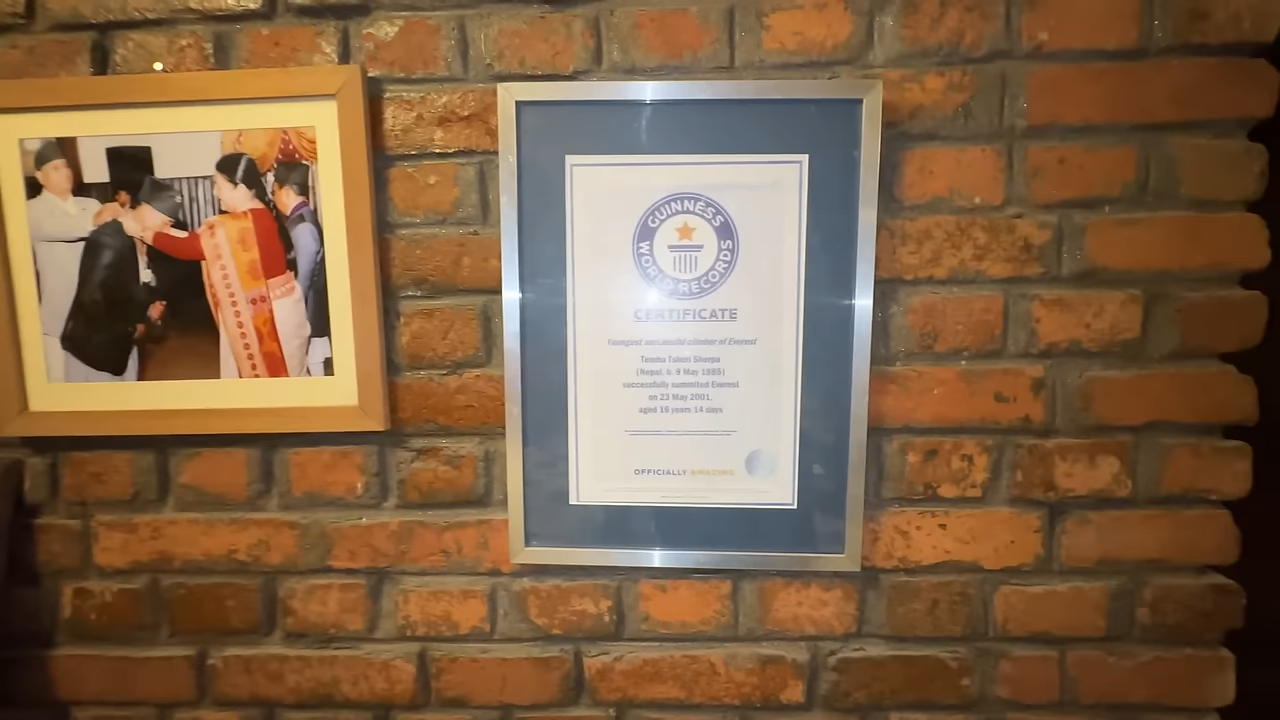 GUINNESS
WORLD RECORDS
CERTIFICATE
Youngest successful climber of Everest
Temba Tsheri Sherpa
(Nepal, b. 9 May 1985)
successfully summited Everest
on 23 May 2001,
aged 16 years 14 days
OFFICIALLY AMAZING